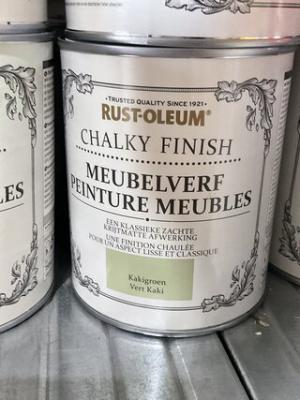 •TRUSTED QUALITY SINCE 1921•
RUST-OLEUM®
CHALKY FINISH
MEUBELVERF
PEINTURE MEUBLES
EEN KLASSIEKE ZACHTE
KRIJTMATTE AFWERKING
UNE FINITION CHAULÉE
POUR UN ASPECT LISSE ET CLASSIQUE
Kakigroen
Vert Kaki
LES